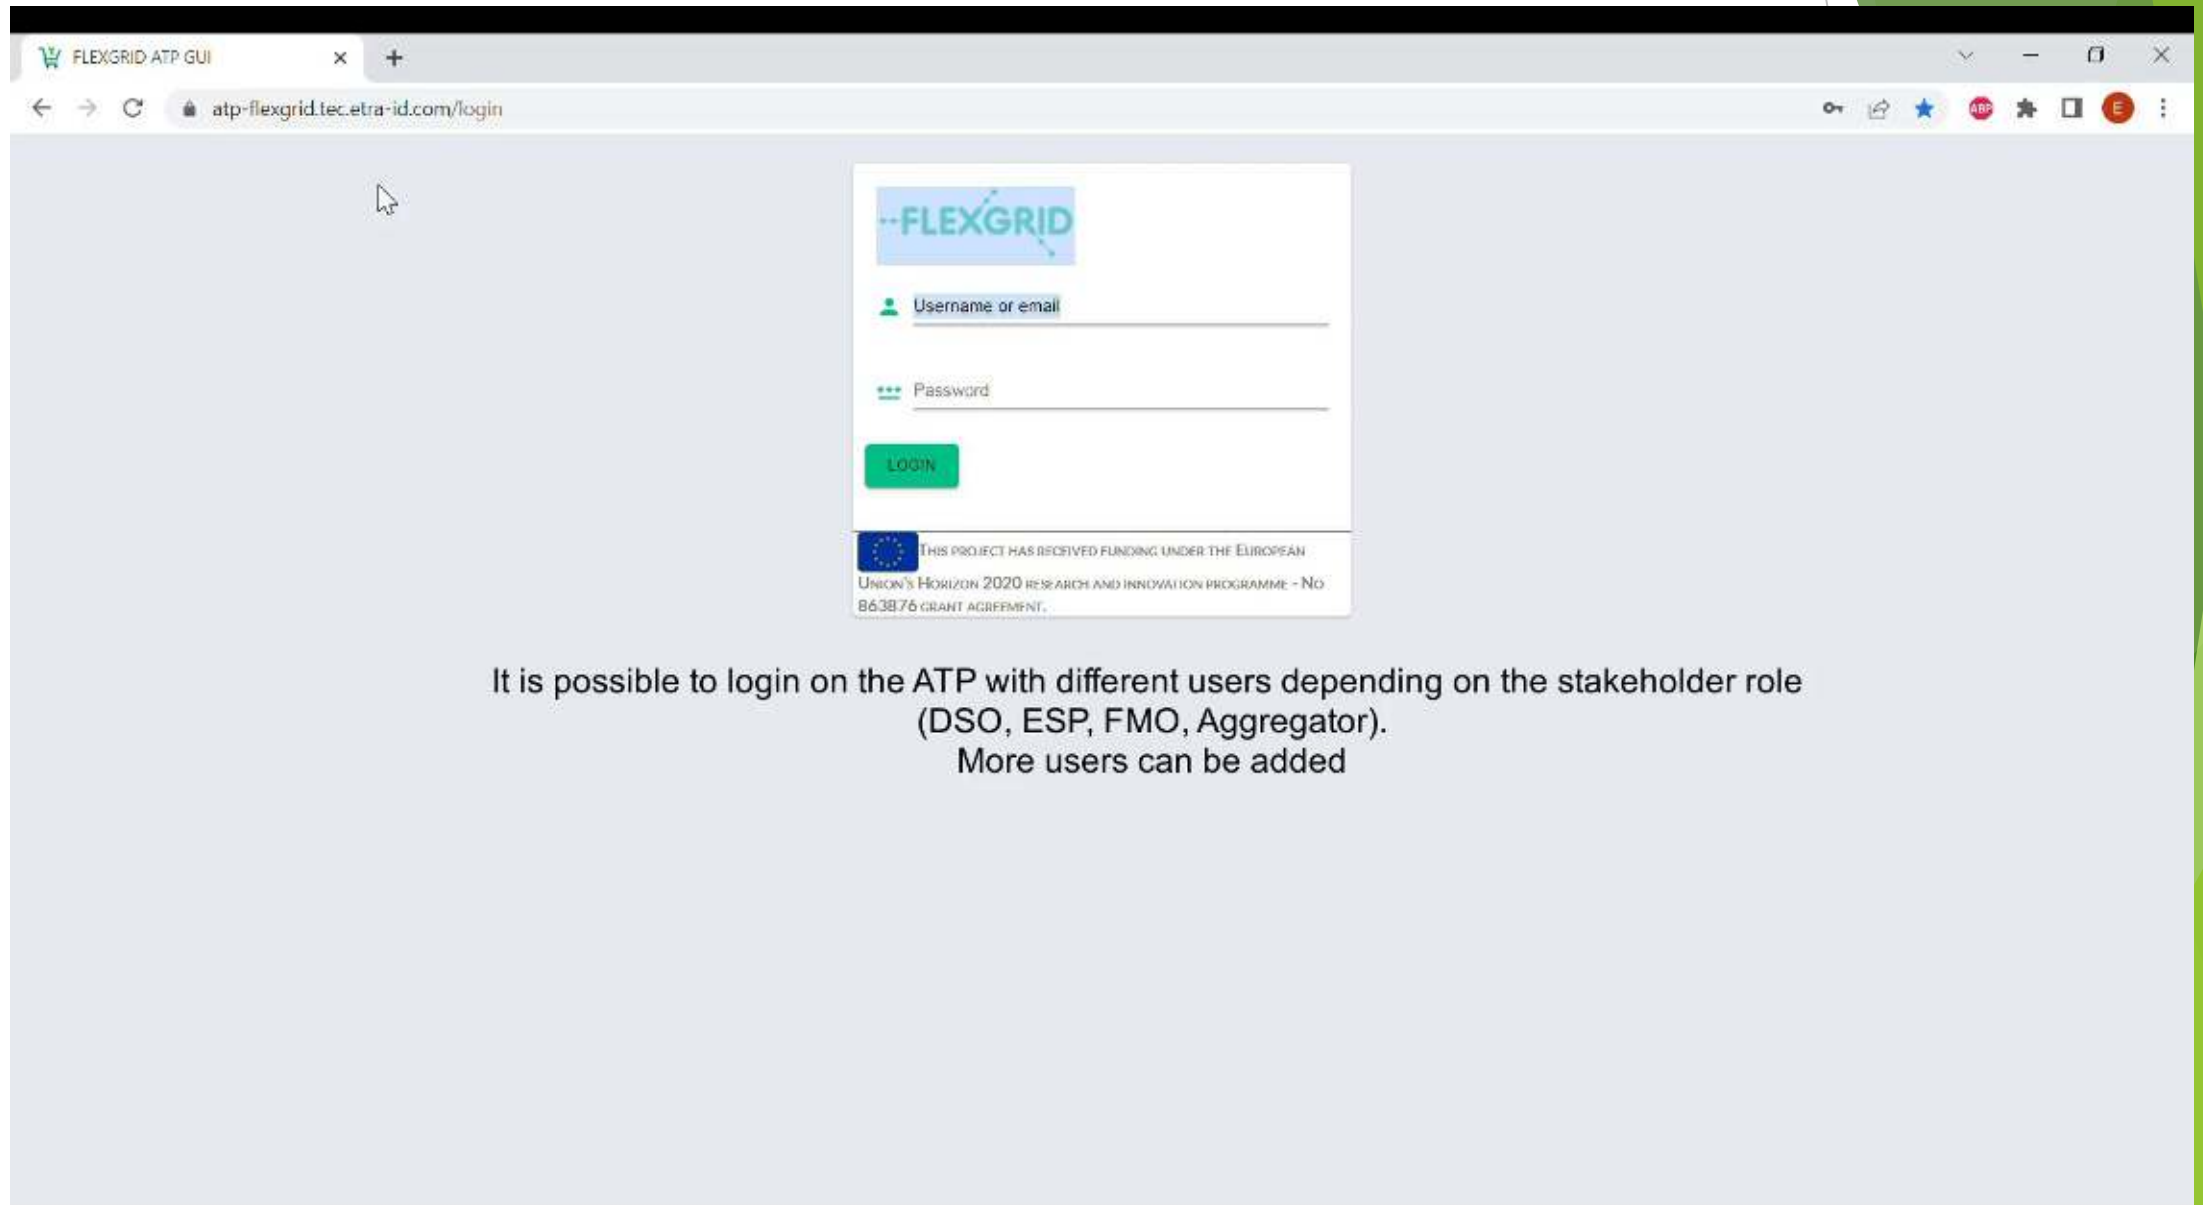 FLEXGRID ATP GUI
atp-flexgrid.tec.etra-id.com/login
ABP
E
FLEXGRID
Username or email
Password
LOGIN
THIS PROJECT HAS RECEIVED FUNDING UNDER THE EUROPEAN
UNION'S HORIZON 2020 RESEARCH AND INNOVATION PROGRAMME - NO
863876 GRANT AGREEMENT.
It is possible to login on the ATP with different users depending on the stakeholder role
(DSO, ESP, FMO, Aggregator).
More users can be added